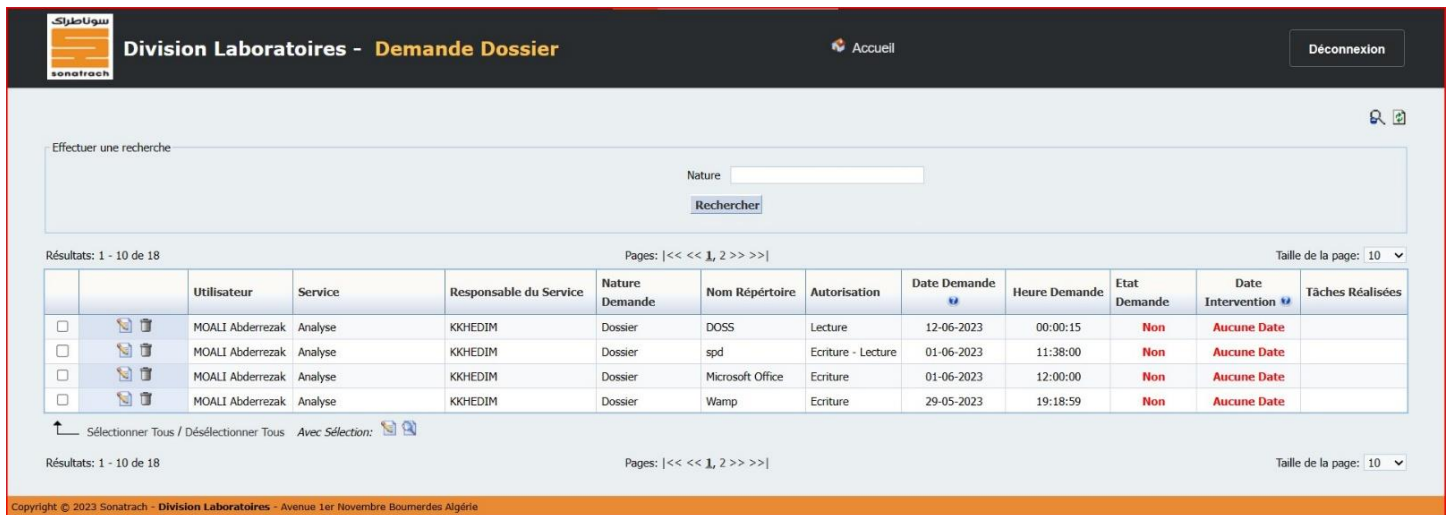 سوناطراك
sonatrach
Division Laboratoires - Demande Dossier
Accueil
Déconnexion
Effectuer une recherche
Nature
Rechercher
Résultats: 1 - 10 de 18 Pages: |<< << 1, 2 >> >>| Taille de la page: 10
Utilisateur Service Responsable du Service Nature Demande Nom Répértoire Autorisation Date Demande Heure Demande Etat Demande Date Intervention Tâches Réalisées
MOALI Abderrezak Analyse KKHEDIM Dossier DOSS Lecture 12-06-2023 00:00:15 Non Aucune Date
MOALI Abderrezak Analyse KKHEDIM Dossier spd Ecriture - Lecture 01-06-2023 11:38:00 Non Aucune Date
MOALI Abderrezak Analyse KKHEDIM Dossier Microsoft Office Ecriture 01-06-2023 12:00:00 Non Aucune Date
MOALI Abderrezak Analyse KKHEDIM Dossier Wamp Ecriture 29-05-2023 19:18:59 Non Aucune Date
Sélectionner Tous / Désélectionner Tous Avec Sélection:
Résultats: 1 - 10 de 18 Pages: |<< << 1, 2 >> >>| Taille de la page: 10
Copyright © 2023 Sonatrach - Division Laboratoires - Avenue 1er Novembre Boumerdes Algérie